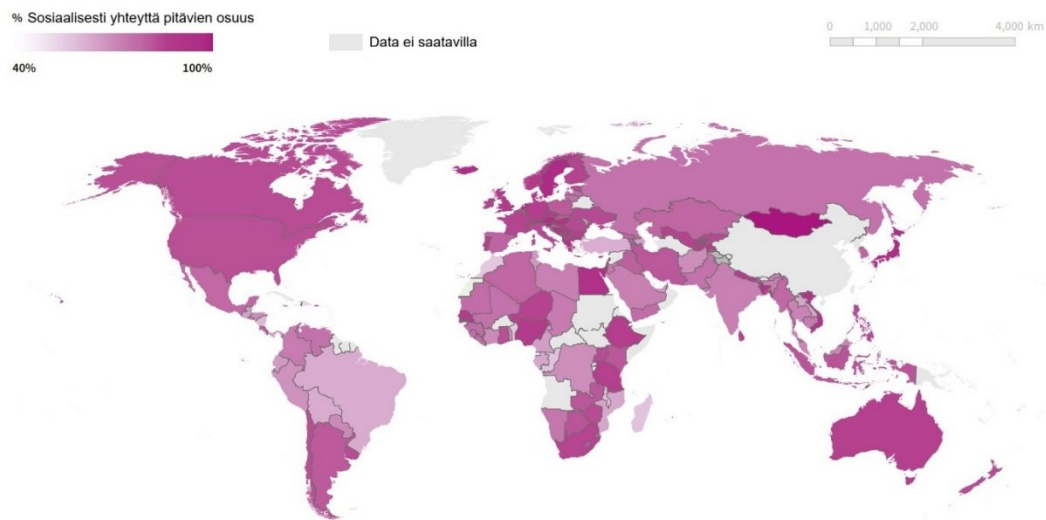 % Sosiaalisesti yhteyttä pitävien osuus
40% 100%
Data ei saatavilla
0 1,000 2,000 4,000 km